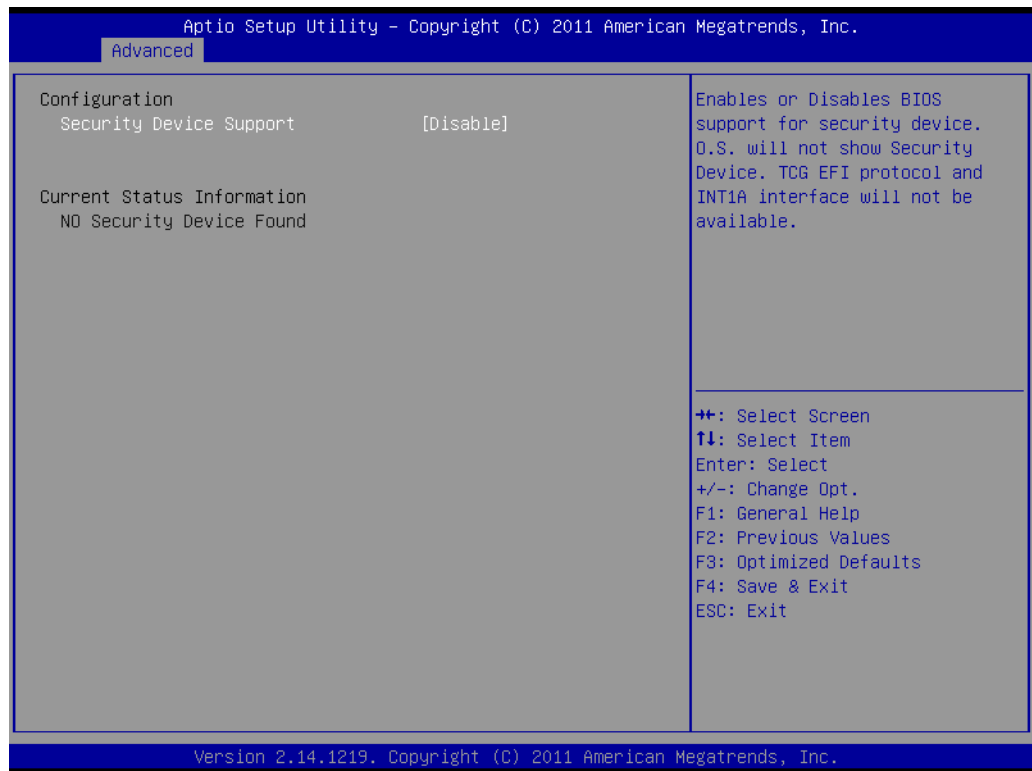 Aptio Setup Utility – Copyright (C) 2011 American Megatrends, Inc.
Advanced
Configuration
Security Device Support [Disable]
Current Status Information
NO Security Device Found
Enables or Disables BIOS
support for security device.
O.S. will not show Security
Device. TCG EFI protocol and
INT1A interface will not be
available.
→←: Select Screen
↑↓: Select Item
Enter: Select
+/-: Change Opt.
F1: General Help
F2: Previous Values
F3: Optimized Defaults
F4: Save & Exit
ESC: Exit
Version 2.14.1219. Copyright (C) 2011 American Megatrends, Inc.